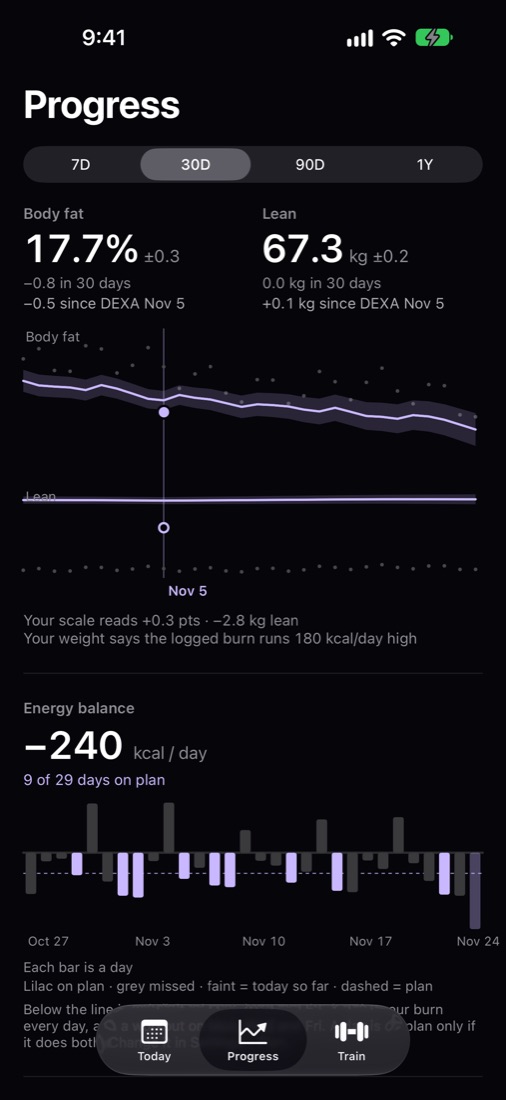 9:41
Progress
7D 30D 90D 1Y
Body fat Lean
17.7% ±0.3 67.3 kg ±0.2
−0.8 in 30 days 0.0 kg in 30 days
−0.5 since DEXA Nov 5 +0.1 kg since DEXA Nov 5
Body fat
Lean
Nov 5
Your scale reads +0.3 pts · −2.8 kg lean
Your weight says the logged burn runs 180 kcal/day high
Energy balance
−240 kcal / day
9 of 29 days on plan
Oct 27 Nov 3 Nov 10 Nov 17 Nov 24
Each bar is a day
Lilac on plan · grey missed · faint = today so far · dashed = plan
Below the line burn
every day, plan only if
it does both
Today Progress Train